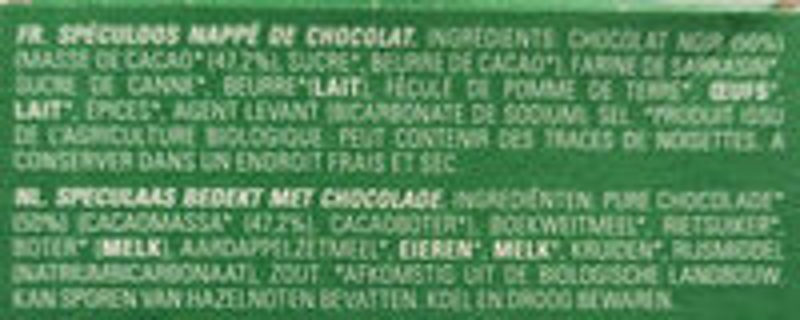 FR. SPÉCULOOS NAPPÉ DE CHOCOLAT. INGRÉDIENTS: CHOCOLAT NOIR (50%)
(MASSE DE CACAO* (47.2%), SUCRE*, BEURRE DE CACAO*), FARINE DE SARRASIN*,
SUCRE DE CANNE*, BEURRE* (LAIT), FÉCULE DE POMME DE TERRE*, ŒUFS*,
LAIT*, ÉPICES*, AGENT LEVANT (BICARBONATE DE SODIUM), SEL. *PRODUIT ISSU
DE L'AGRICULTURE BIOLOGIQUE. PEUT CONTENIR DES TRACES DE NOISETTES. À
CONSERVER DANS UN ENDROIT FRAIS ET SEC.
NL. SPECULAAS BEDEKT MET CHOCOLADE. INGREDIËNTEN: PURE CHOCOLADE*
(50%) (CACAOMASSA* (47.2%), CACAOBOTER*), BOEKWEITMEEL*, RIETSUIKER*,
BOTER* (MELK), AARDAPPELZETMEEL*, EIEREN*, MELK*, KRUIDEN*, RIJSMIDDEL
(NATRIUMBICARBONAAT), ZOUT. *AFKOMSTIG UIT DE BIOLOGISCHE LANDBOUW.
KAN SPOREN VAN HAZELNOTEN BEVATTEN. KOEL EN DROOG BEWAREN.